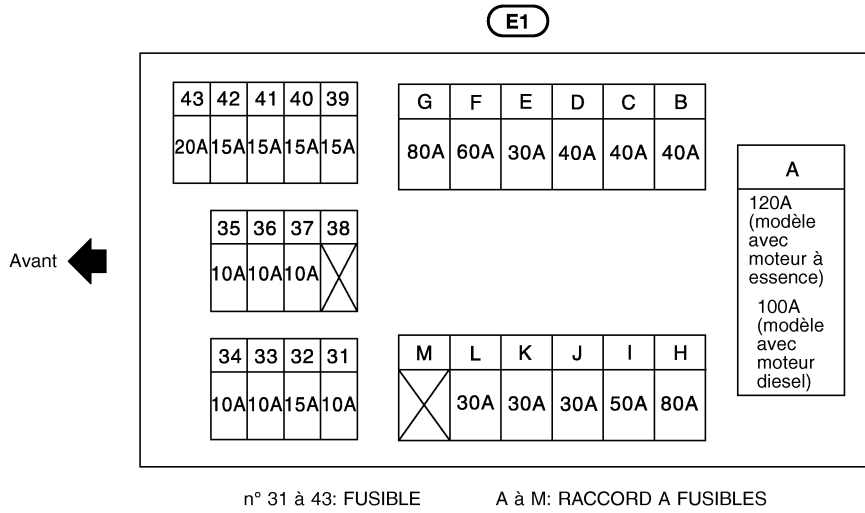 E1
43 42 41 40 39
20A 15A 15A 15A 15A
G F E D C B
80A 60A 30A 40A 40A 40A
A
120A
(modèle
avec
moteur à
essence)
100A
(modèle
avec
moteur
diesel)
Avant
35 36 37 38
10A 10A 10A
34 33 32 31
10A 10A 15A 10A
M L K J I H
30A 30A 30A 50A 80A
n° 31 à 43: FUSIBLE
A à M: RACCORD A FUSIBLES